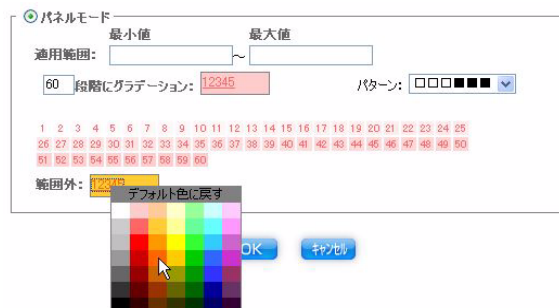 パネルモード
最小値 最大値
適用範囲: ~
60 段階にグラデーション: 12345 パターン: □□□■■■
1 2 3 4 5 6 7 8 9 10 11 12 13 14 15 16 17 18 19 20 21 22 23 24 25
26 27 28 29 30 31 32 33 34 35 36 37 38 39 40 41 42 43 44 45 46 47 48 49 50
51 52 53 54 55 56 57 58 59 60
範囲外: 12345
デフォルト色に戻す
OK キャンセル